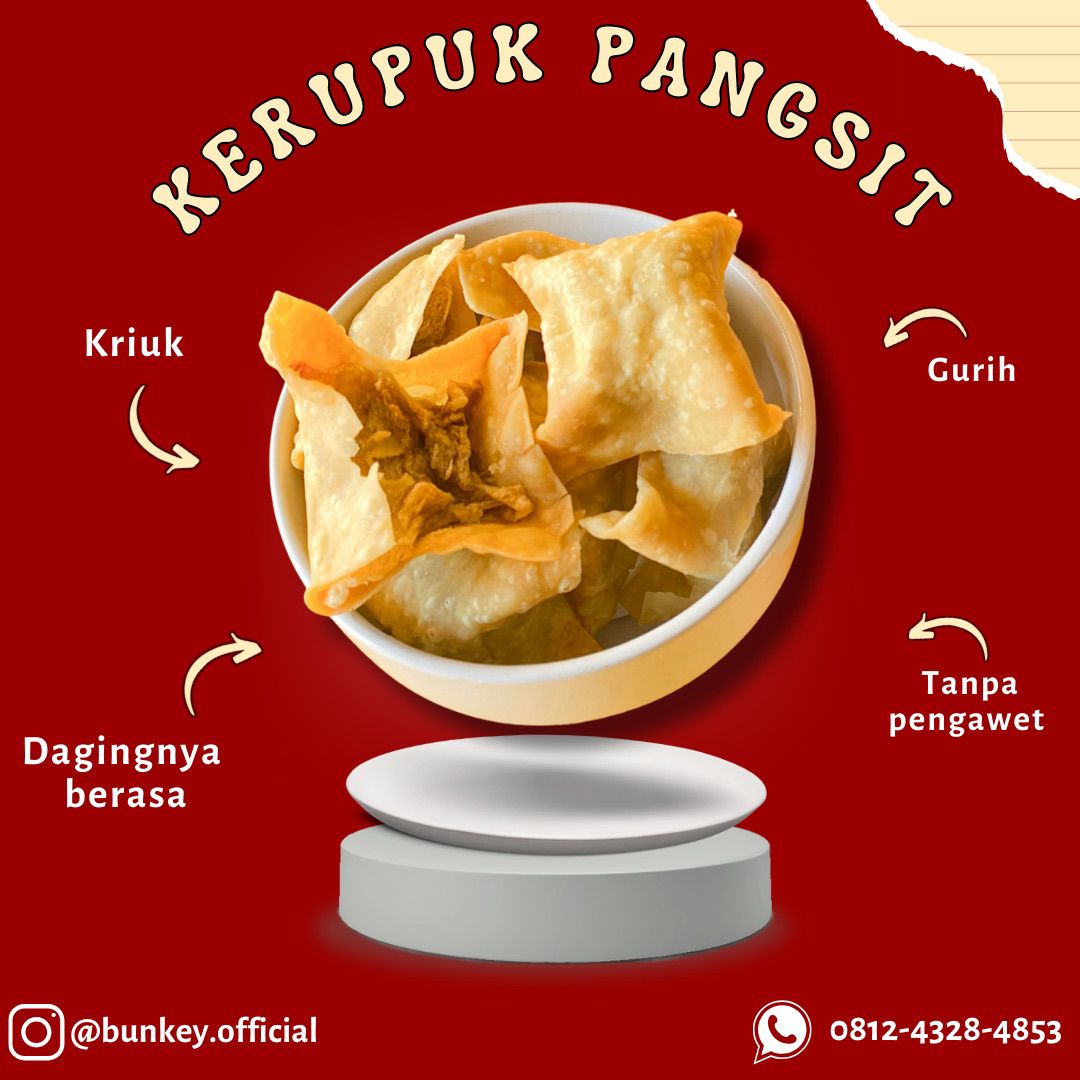 KERUPUK PANGSIT
Kriuk
Gurih
Dagingnya
berasa
Tanpa
pengawet
@bunkey.official
0812-4328-4853